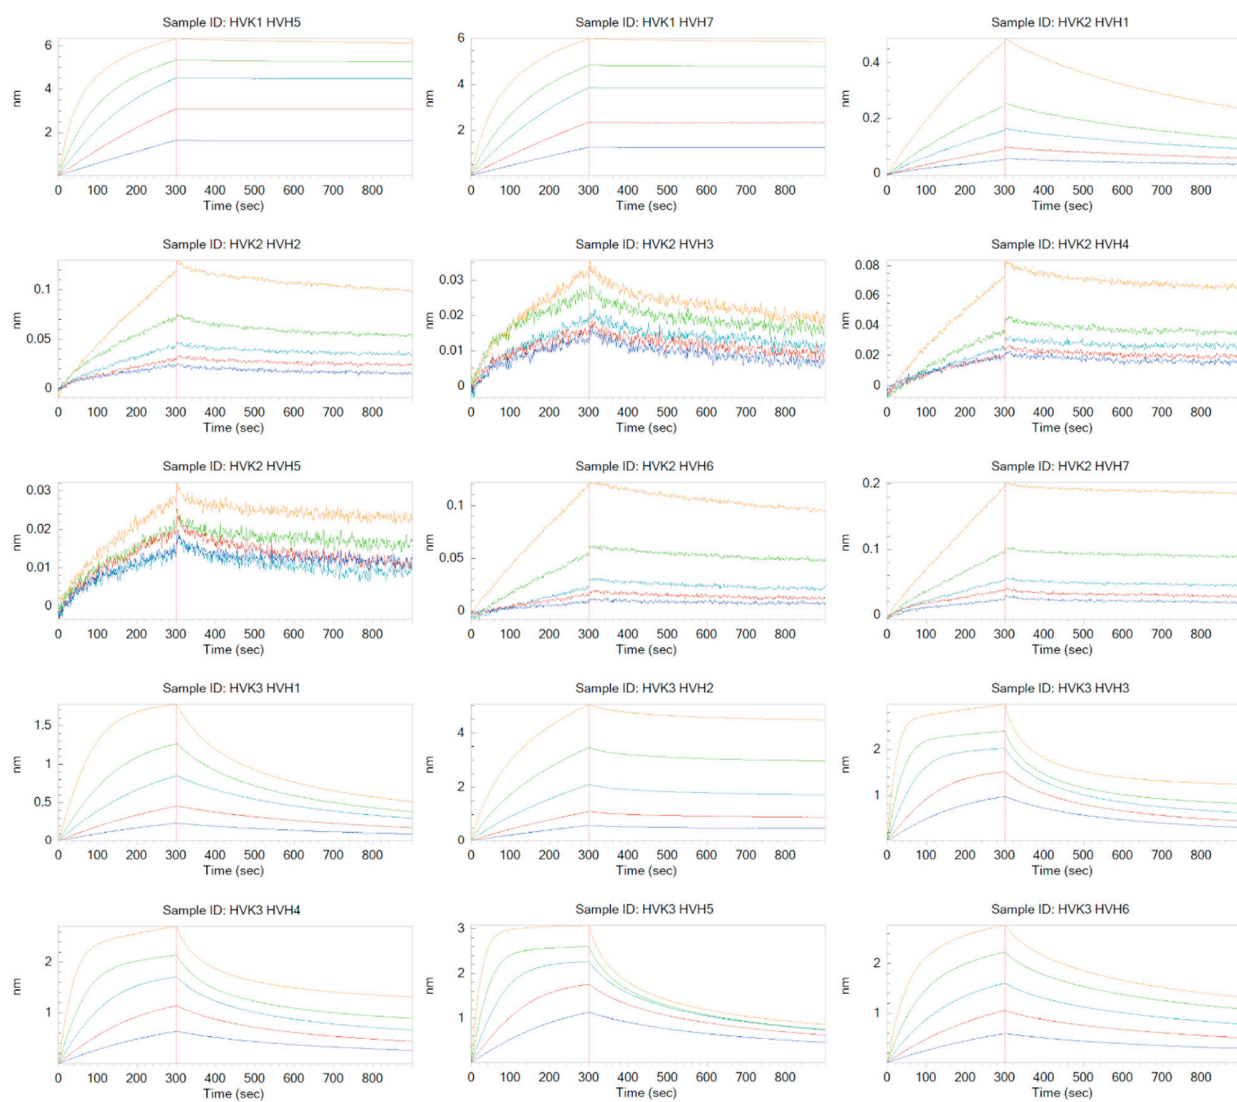 Sample ID: HVK1 HVH5
6
4
2
nm
0 100 200 300 400 500 600 700 800
Time (sec)
Sample ID: HVK1 HVH7
6
4
2
nm
0 100 200 300 400 500 600 700 800
Time (sec)
Sample ID: HVK2 HVH1
0.4
0.2
0
nm
0 100 200 300 400 500 600 700 800
Time (sec)
Sample ID: HVK2 HVH2
0.1
0.05
0
nm
0 100 200 300 400 500 600 700 800
Time (sec)
Sample ID: HVK2 HVH3
0.03
0.02
0.01
0
nm
0 100 200 300 400 500 600 700 800
Time (sec)
Sample ID: HVK2 HVH4
0.08
0.06
0.04
0.02
0
nm
0 100 200 300 400 500 600 700 800
Time (sec)
Sample ID: HVK2 HVH5
0.03
0.02
0.01
0
nm
0 100 200 300 400 500 600 700 800
Time (sec)
Sample ID: HVK2 HVH6
0.1
0.05
0
nm
0 100 200 300 400 500 600 700 800
Time (sec)
Sample ID: HVK2 HVH7
0.2
0.1
0
nm
0 100 200 300 400 500 600 700 800
Time (sec)
Sample ID: HVK3 HVH1
1.5
1
0.5
0
nm
0 100 200 300 400 500 600 700 800
Time (sec)
Sample ID: HVK3 HVH2
4
2
0
nm
0 100 200 300 400 500 600 700 800
Time (sec)
Sample ID: HVK3 HVH3
2
1
nm
0 100 200 300 400 500 600 700 800
Time (sec)
Sample ID: HVK3 HVH4
2
1
nm
0 100 200 300 400 500 600 700 800
Time (sec)
Sample ID: HVK3 HVH5
3
2
1
nm
0 100 200 300 400 500 600 700 800
Time (sec)
Sample ID: HVK3 HVH6
2
1
nm
0 100 200 300 400 500 600 700 800
Time (sec)